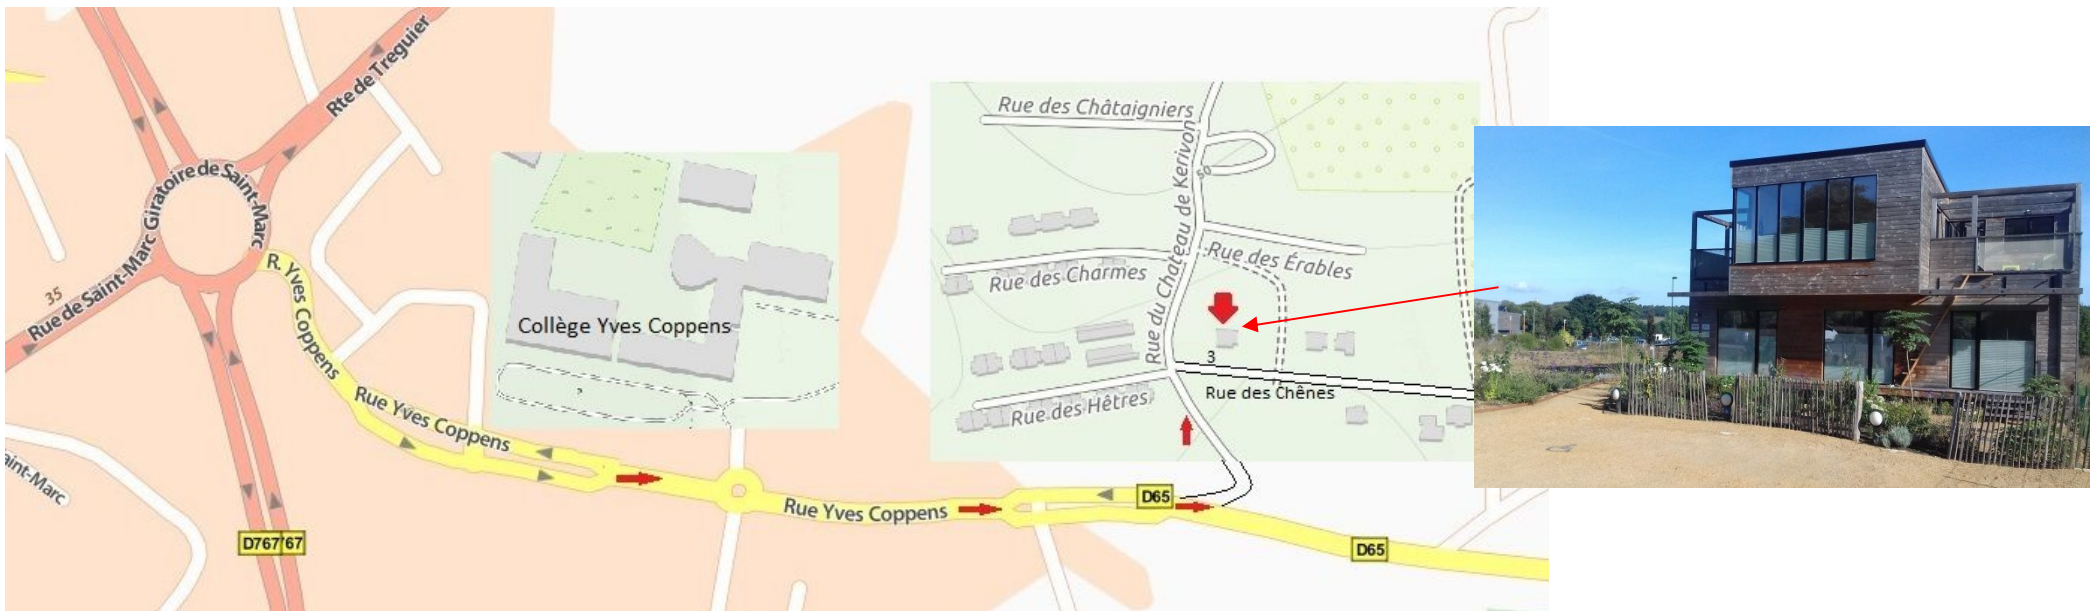 Rte de Treguier
Rue de Saint-Marc Giratoire de Saint-Marc
35
R. Yves Coppens
Rue Yves Coppens
aint-Marc
D767
67
Collège Yves Coppens
?
Rue Yves Coppens
D65
D65
Rue des Châtaigniers
Rue du Chateau de Kerivon
50
Rue des Érables
Rue des Charmes
3
Rue des Chênes
Rue des Hêtres